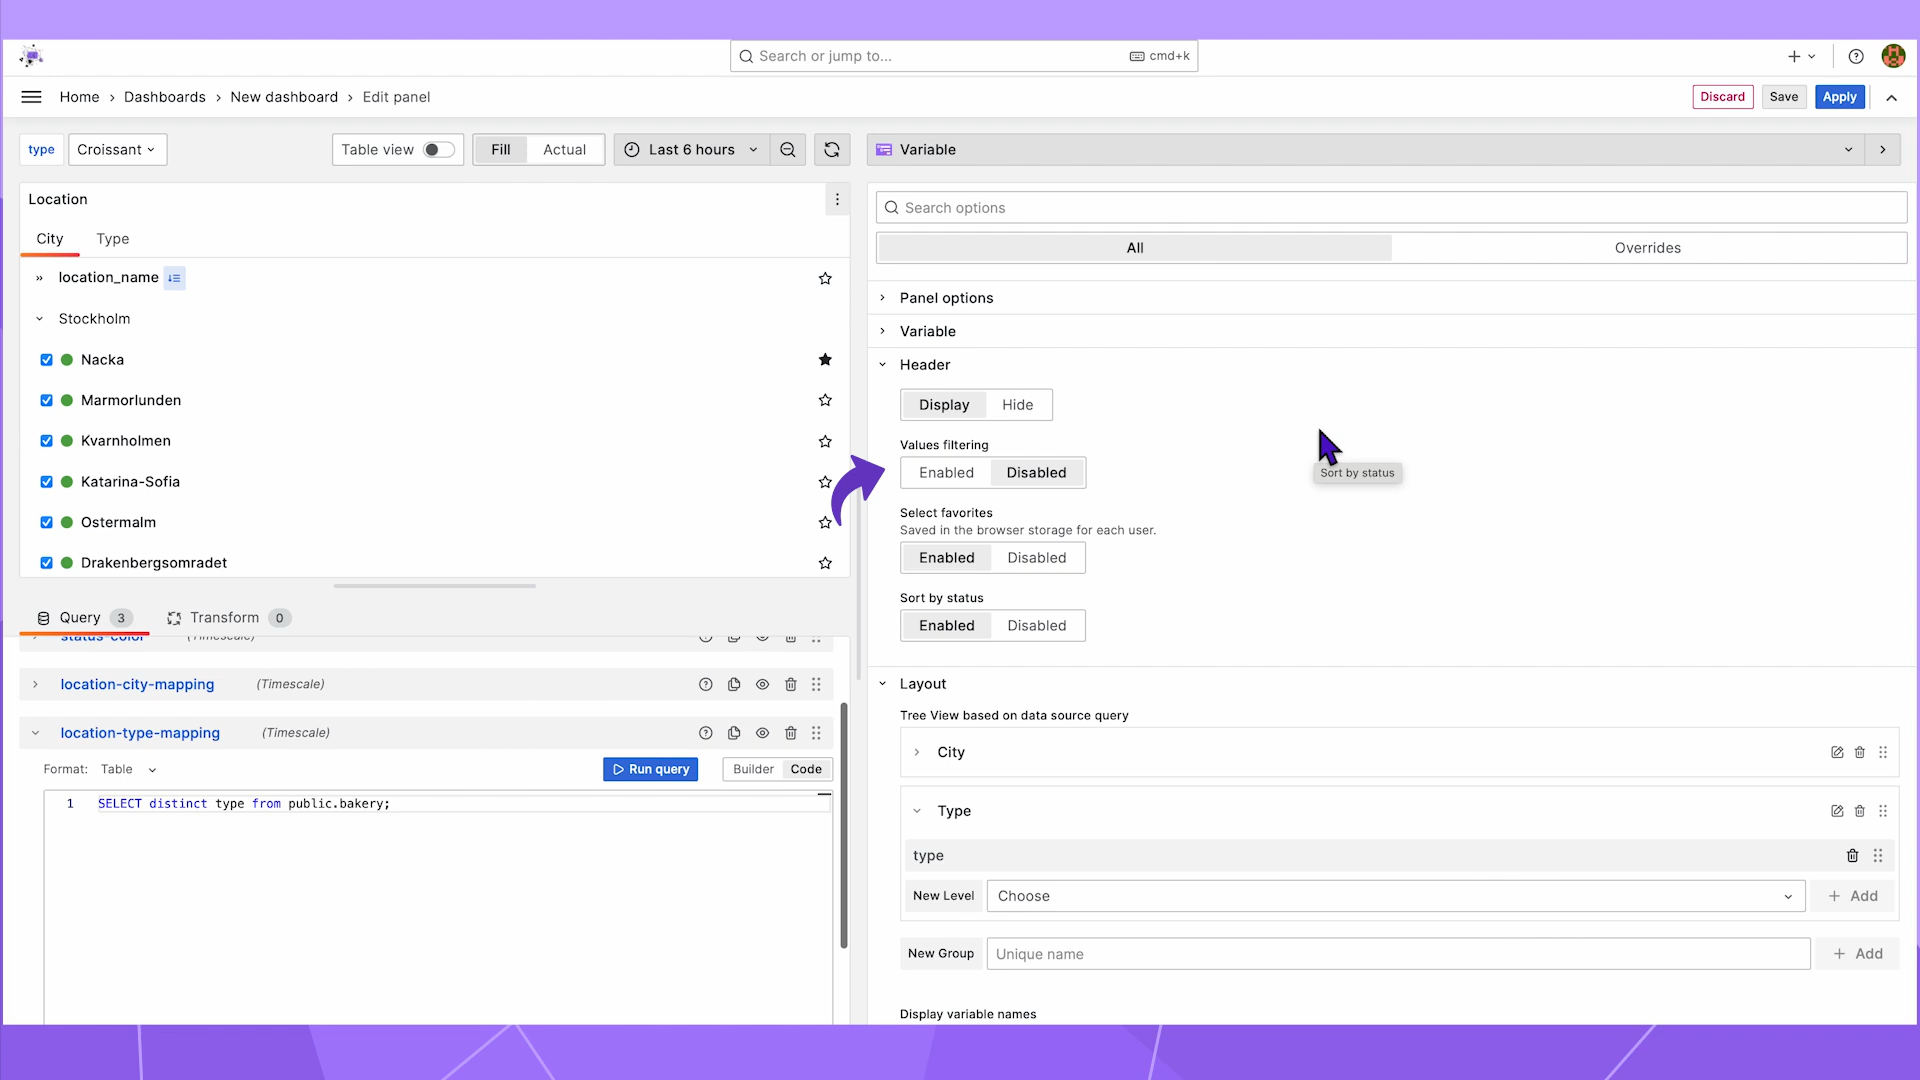 Search or jump to...
cmd+k
Home
Dashboards
New dashboard
Edit panel
Discard
Save
Apply
type
Croissant
Table view
Fill
Actual
Last 6 hours
Variable
Location
City
Type
location_name
Stockholm
Nacka
Marmorlunden
Kvarnholmen
Katarina-Sofia
Ostermalm
Drakenbergsomradet
Query 3
Transform 0
status-color (Timescale)
location-city-mapping (Timescale)
location-type-mapping (Timescale)
Format: Table
Run query
Builder
Code
1 SELECT distinct type from public.bakery;
Search options
All
Overrides
Panel options
Variable
Header
Display
Hide
Values filtering
Enabled
Disabled
Sort by status
Select favorites
Saved in the browser storage for each user.
Enabled
Disabled
Sort by status
Enabled
Disabled
Layout
Tree View based on data source query
City
Type
type
New Level
Choose
Add
New Group
Unique name
Add
Display variable names